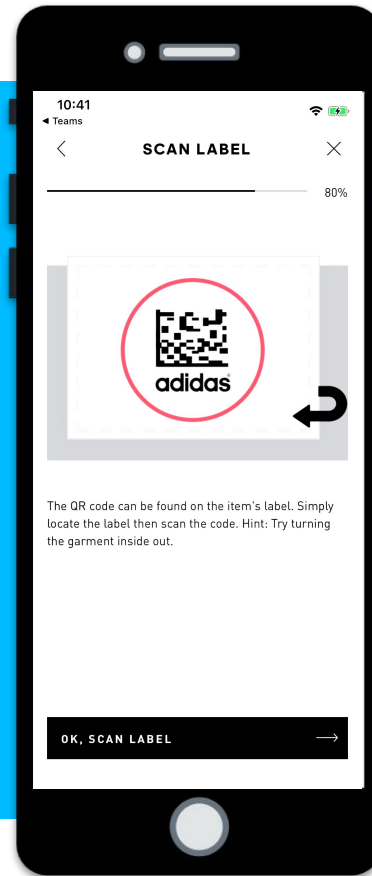 10:41
◀ Teams
SCAN LABEL
80%
adidas
The QR code can be found on the item's label. Simply
locate the label then scan the code. Hint: Try turning
the garment inside out.
OK, SCAN LABEL